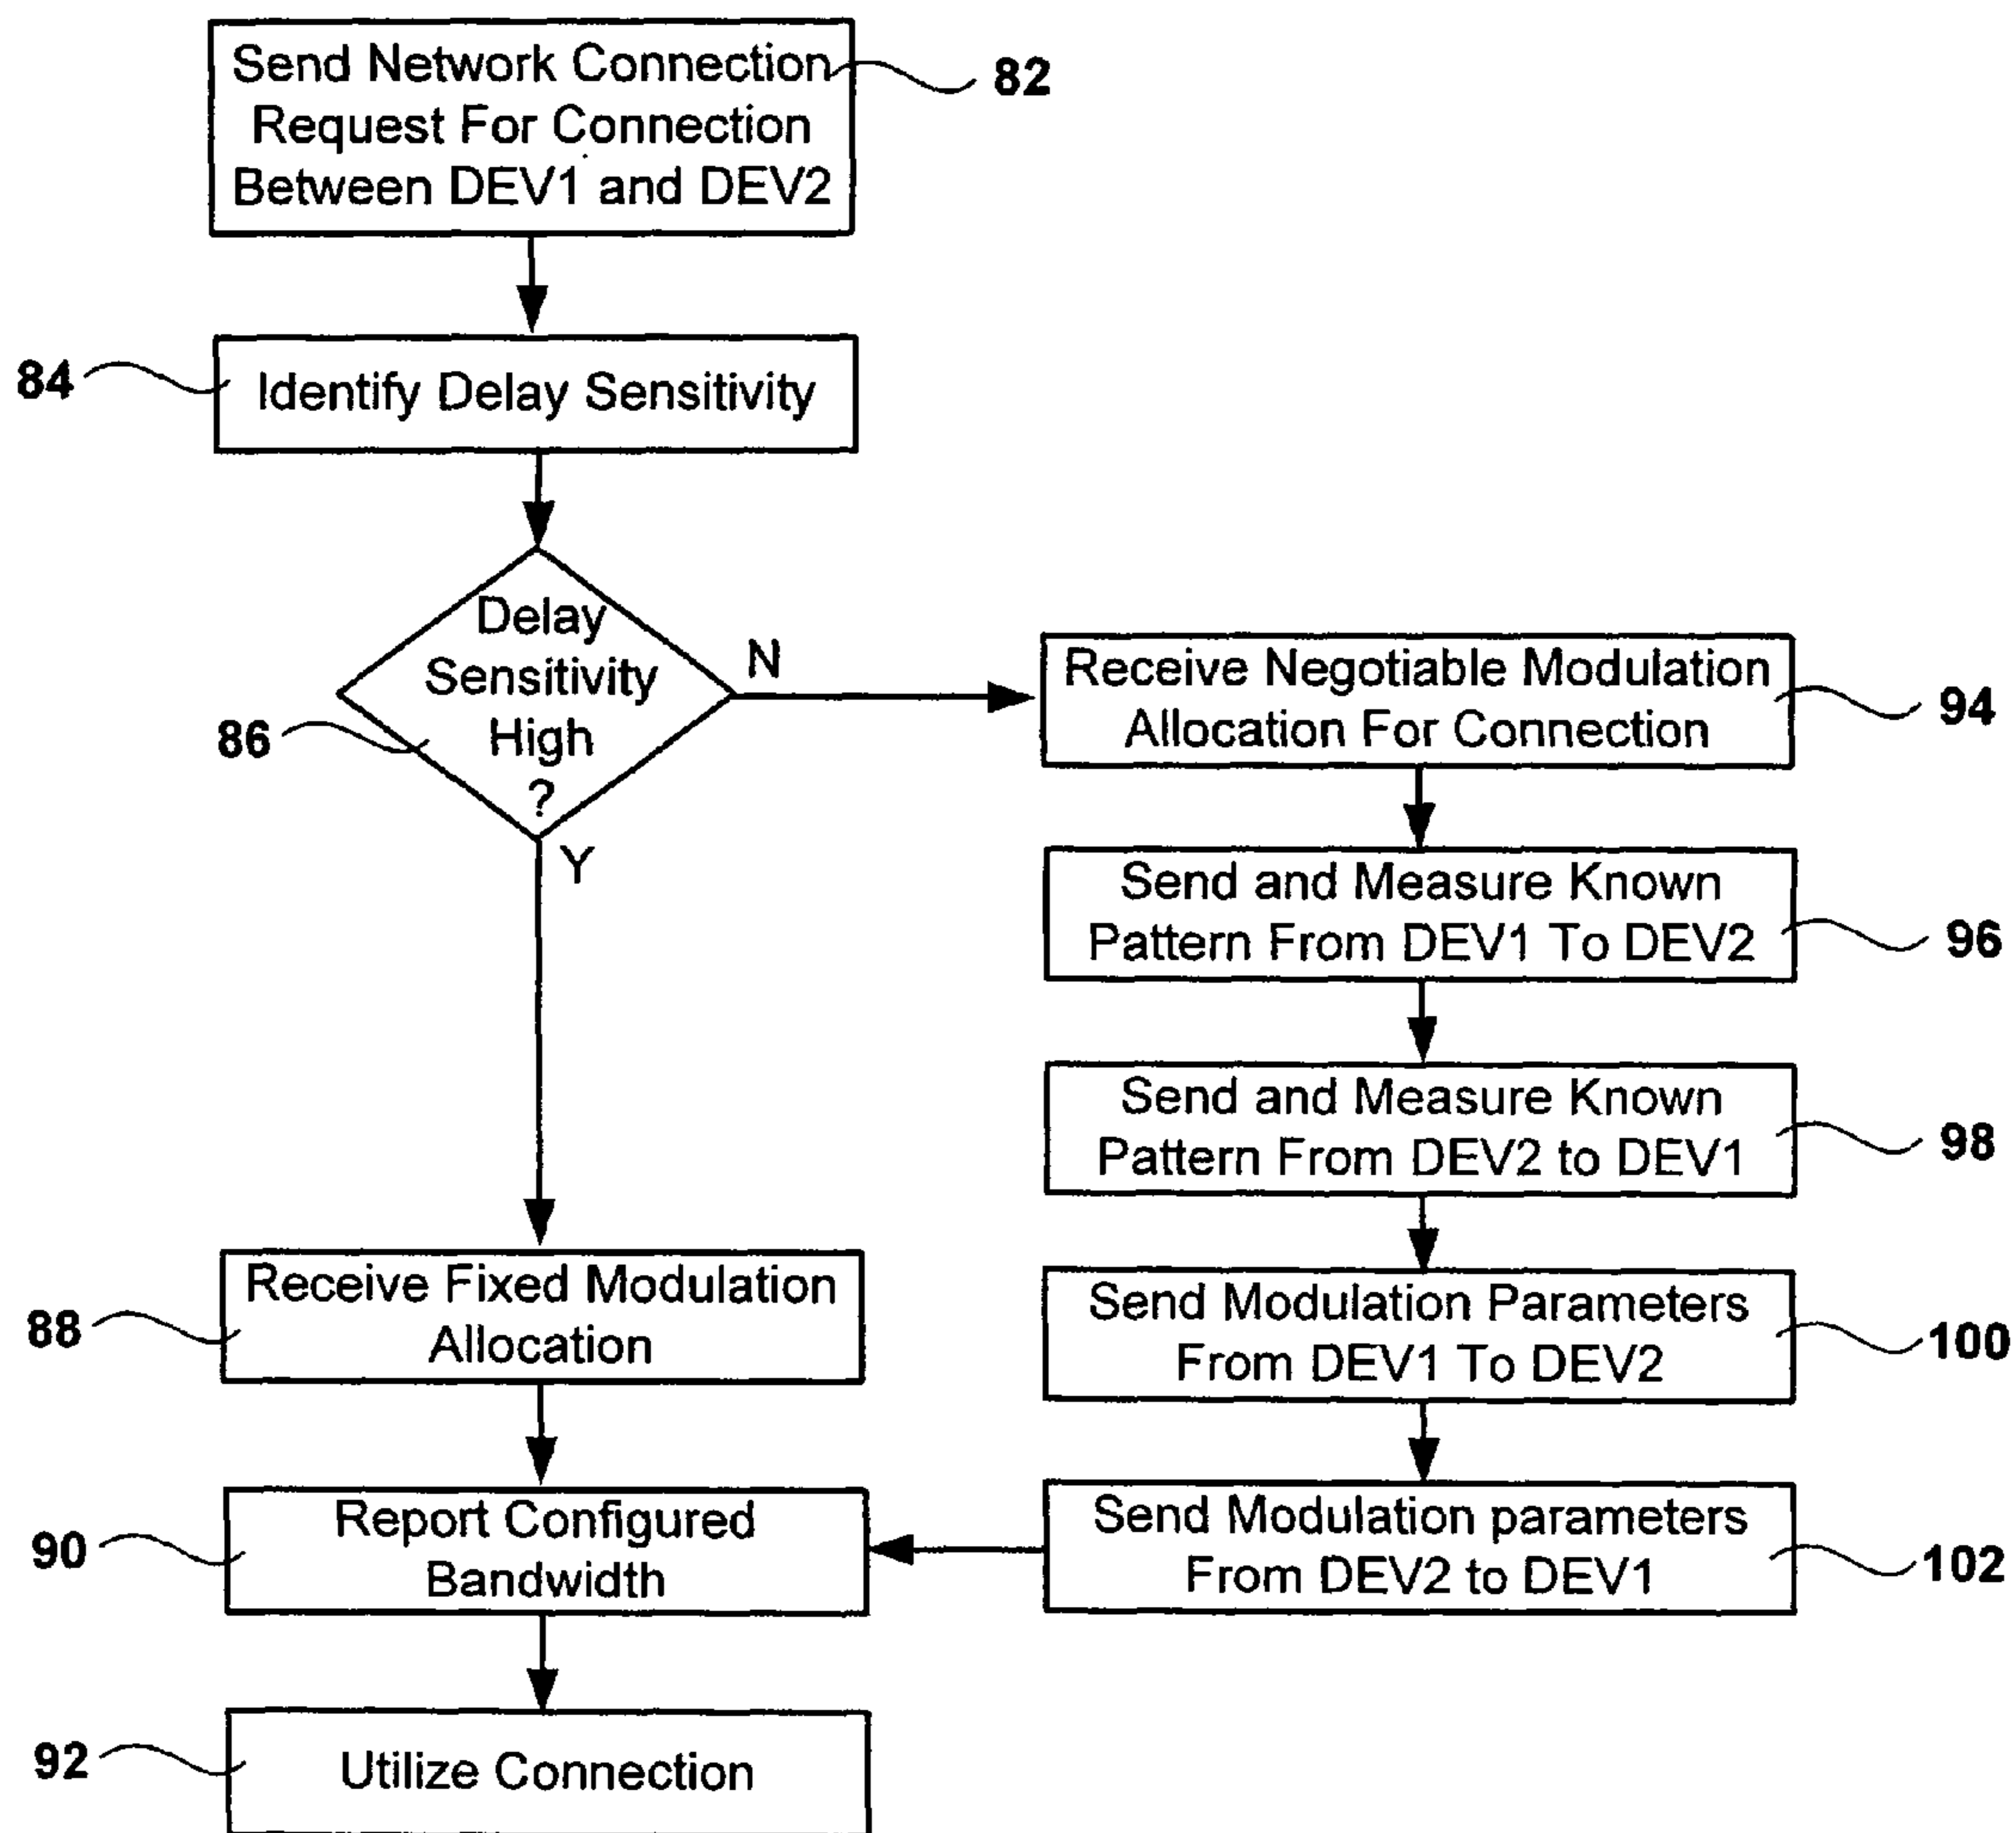 Send Network Connection
Request For Connection
Between DEV1 and DEV2
82
84
Identify Delay Sensitivity
Delay
Sensitivity
High
?
86
N
Y
Receive Negotiable Modulation
Allocation For Connection
94
Send and Measure Known
Pattern From DEV1 To DEV2
96
Send and Measure Known
Pattern From DEV2 to DEV1
98
Receive Fixed Modulation
Allocation
88
Send Modulation Parameters
From DEV1 To DEV2
100
Report Configured
Bandwidth
90
Send Modulation parameters
From DEV2 to DEV1
102
92
Utilize Connection